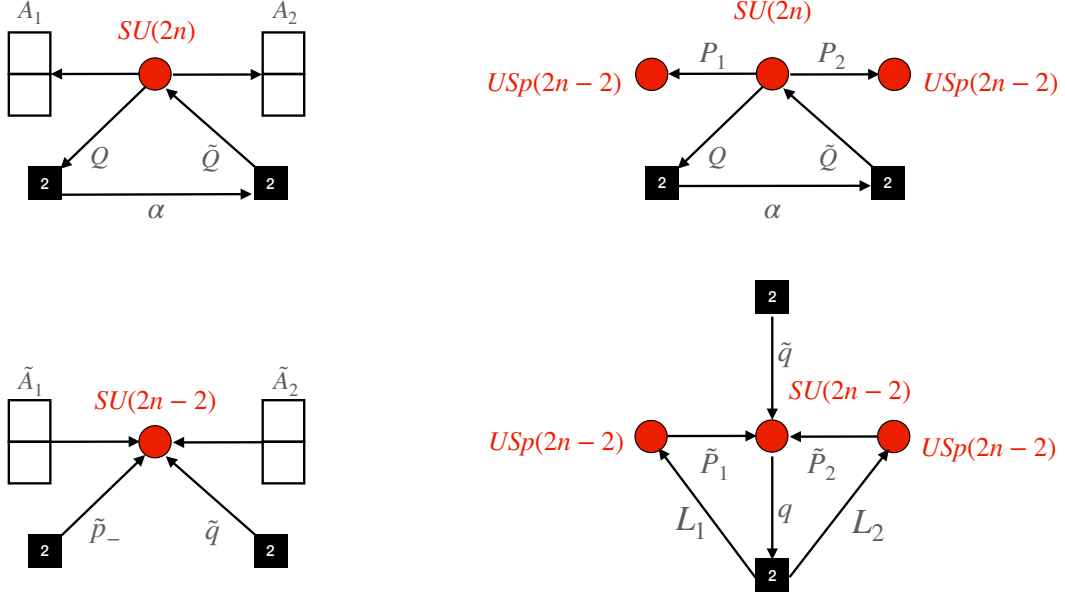 A₁
A₂
SU(2n)
Q
Q̃
2
2
α
SU(2n)
P₁
P₂
USp(2n − 2)
USp(2n − 2)
Q
Q̃
2
2
α
Ã₁
Ã₂
SU(2n − 2)
p̃₋
q̃
2
2
2
q̃
SU(2n − 2)
USp(2n − 2)
USp(2n − 2)
P̃₁
P̃₂
L₁
q
L₂
2